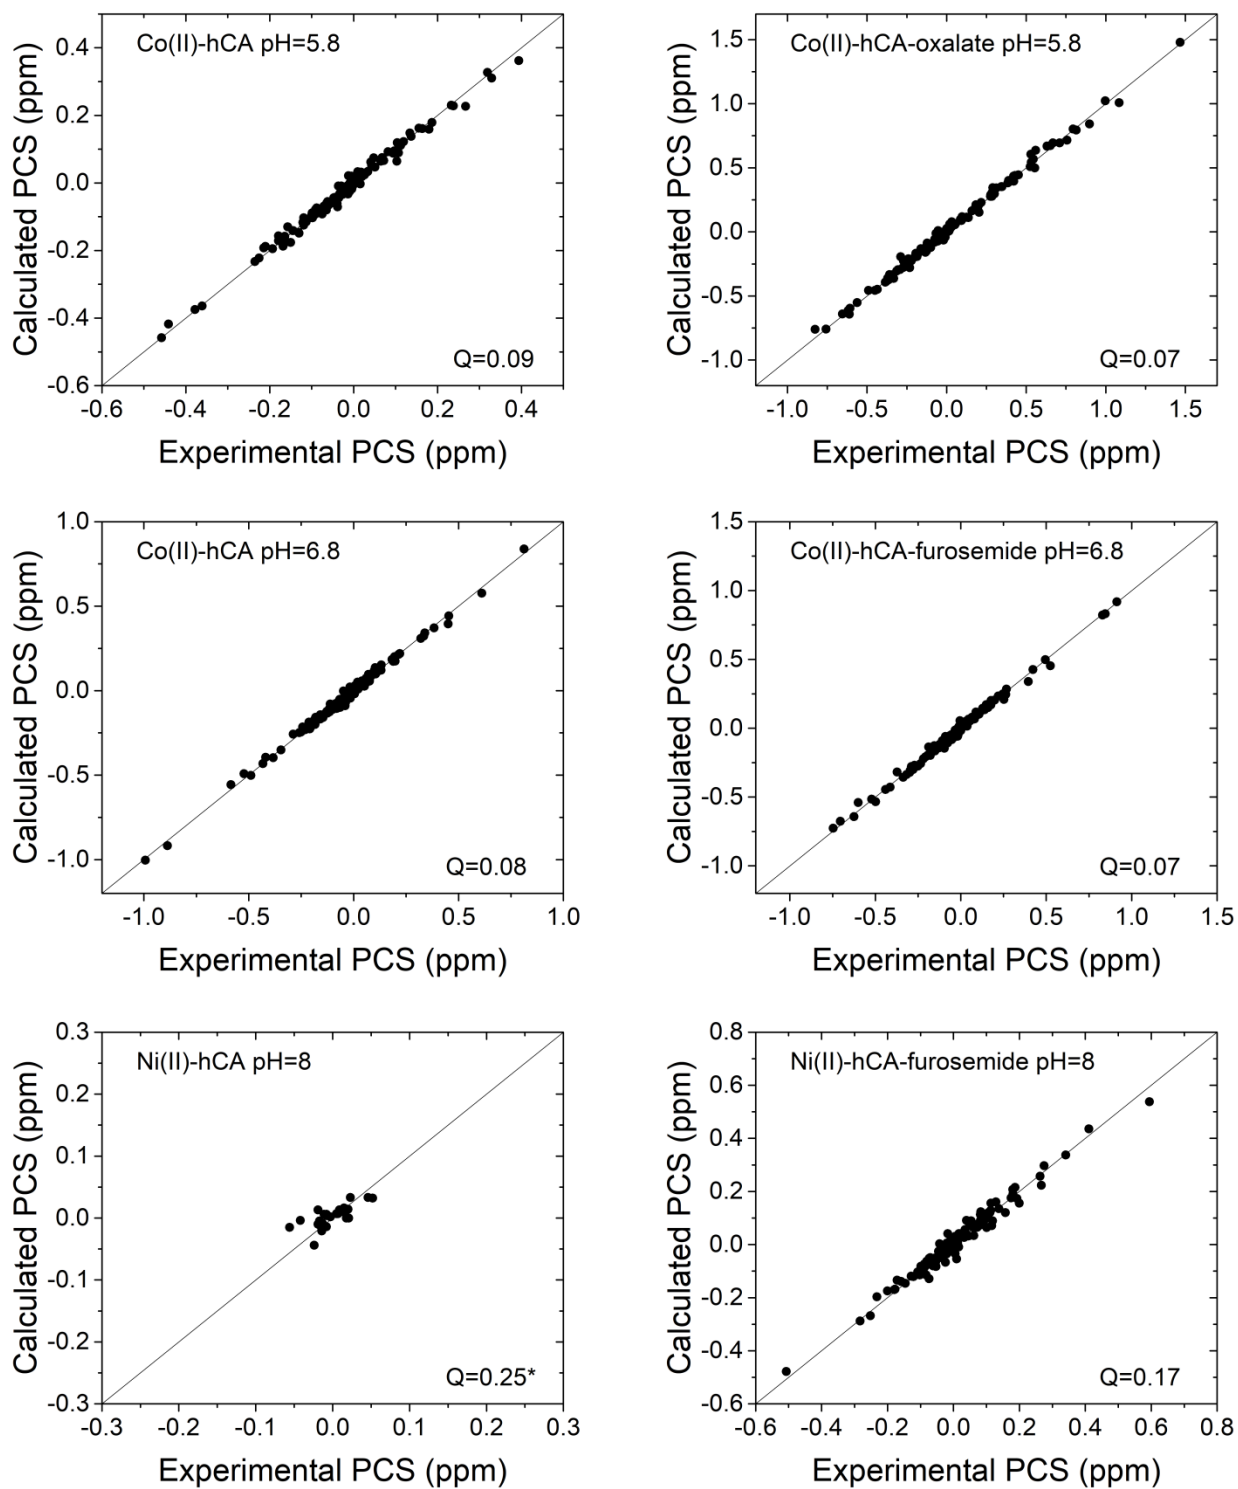 Co(II)-hCA pH=5.8
0.4
0.2
0.0
-0.2
-0.4
-0.6
Calculated PCS (ppm)
Q=0.09
-0.6 -0.4 -0.2 0.0 0.2 0.4
Experimental PCS (ppm)
Co(II)-hCA-oxalate pH=5.8
1.5
1.0
0.5
0.0
-0.5
-1.0
Calculated PCS (ppm)
Q=0.07
-1.0 -0.5 0.0 0.5 1.0 1.5
Experimental PCS (ppm)
Co(II)-hCA pH=6.8
1.0
0.5
0.0
-0.5
-1.0
Calculated PCS (ppm)
Q=0.08
-1.0 -0.5 0.0 0.5 1.0
Experimental PCS (ppm)
Co(II)-hCA-furosemide pH=6.8
1.5
1.0
0.5
0.0
-0.5
-1.0
Calculated PCS (ppm)
Q=0.07
-1.0 -0.5 0.0 0.5 1.0 1.5
Experimental PCS (ppm)
Ni(II)-hCA pH=8
0.3
0.2
0.1
0.0
-0.1
-0.2
-0.3
Calculated PCS (ppm)
Q=0.25*
-0.3 -0.2 -0.1 0.0 0.1 0.2 0.3
Experimental PCS (ppm)
Ni(II)-hCA-furosemide pH=8
0.8
0.6
0.4
0.2
0.0
-0.2
-0.4
-0.6
Calculated PCS (ppm)
Q=0.17
-0.6 -0.4 -0.2 0.0 0.2 0.4 0.6 0.8
Experimental PCS (ppm)